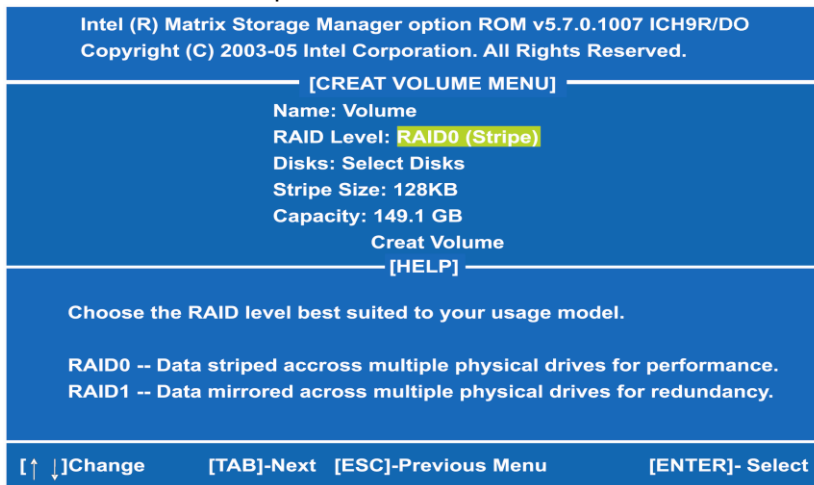 Intel (R) Matrix Storage Manager option ROM v5.7.0.1007 ICH9R/DO
Copyright (C) 2003-05 Intel Corporation. All Rights Reserved.
[CREAT VOLUME MENU]
Name: Volume
RAID Level: RAID0 (Stripe)
Disks: Select Disks
Stripe Size: 128KB
Capacity: 149.1 GB
Creat Volume
[HELP]
Choose the RAID level best suited to your usage model.
RAID0 -- Data striped accross multiple physical drives for performance.
RAID1 -- Data mirrored across multiple physical drives for redundancy.
[↑ ↓]Change [TAB]-Next [ESC]-Previous Menu [ENTER]- Select